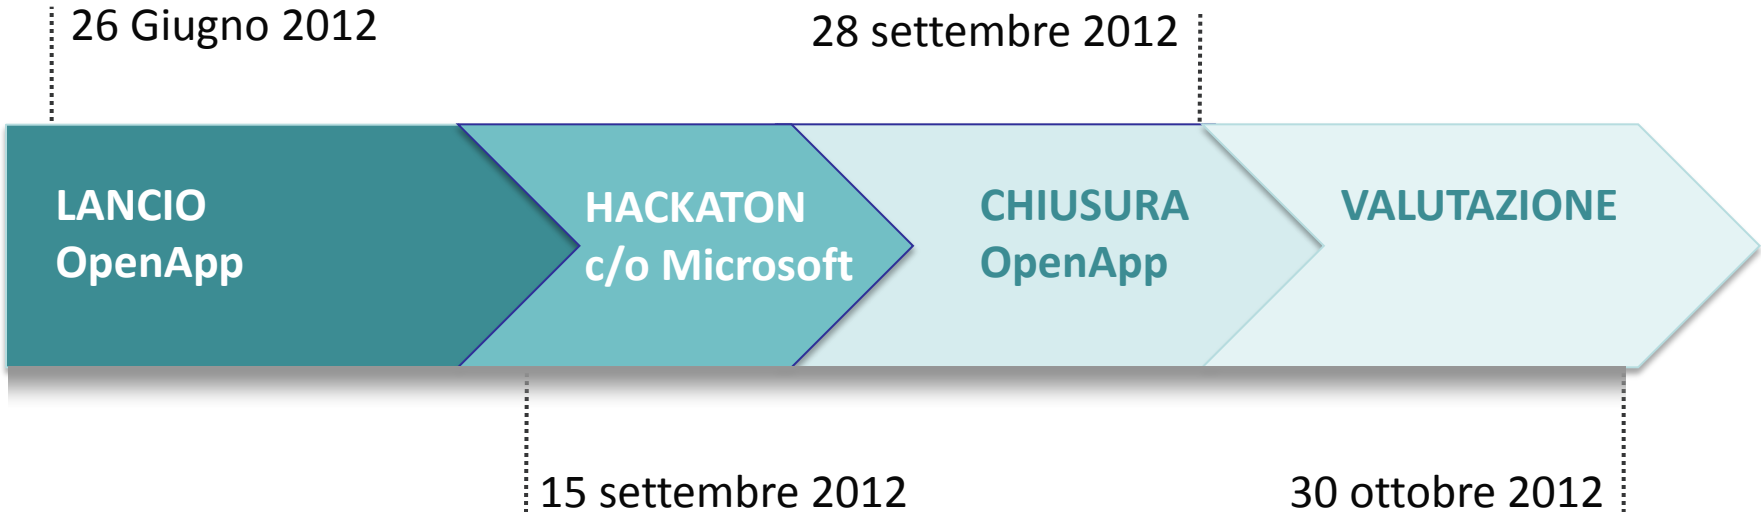 26 Giugno 2012
28 settembre 2012
LANCIO
OpenApp
HACKATON
c/o Microsoft
CHIUSURA
OpenApp
VALUTAZIONE
15 settembre 2012
30 ottobre 2012